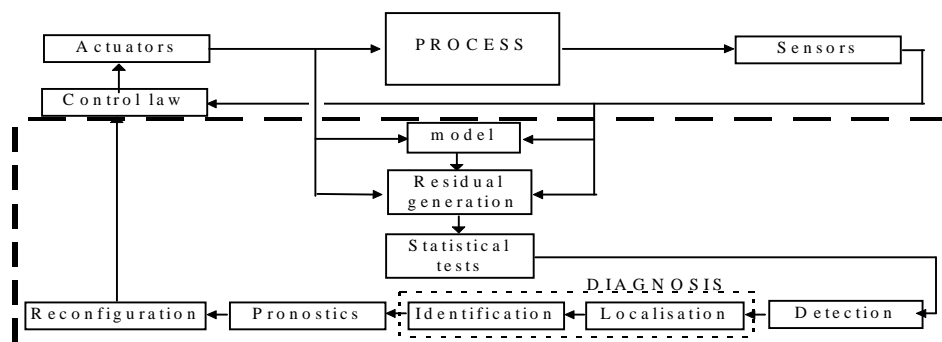 Actuators
PROCESS
Sensors
Control law
model
Residual
generation
Statistical
tests
DIAGNOSIS
Reconfiguration
Pronostics
Identification
Localisation
Detection